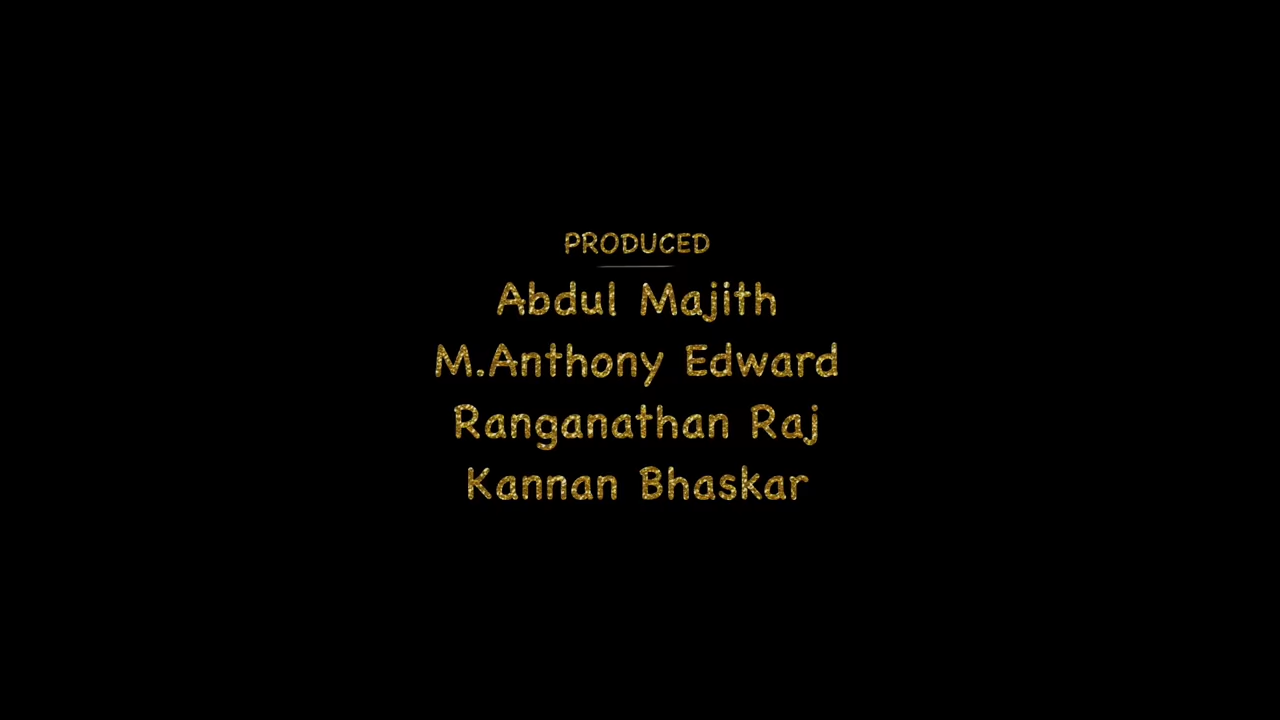 PRODUCED
Abdul Majith
M.Anthony Edward
Ranganathan Raj
Kannan Bhaskar